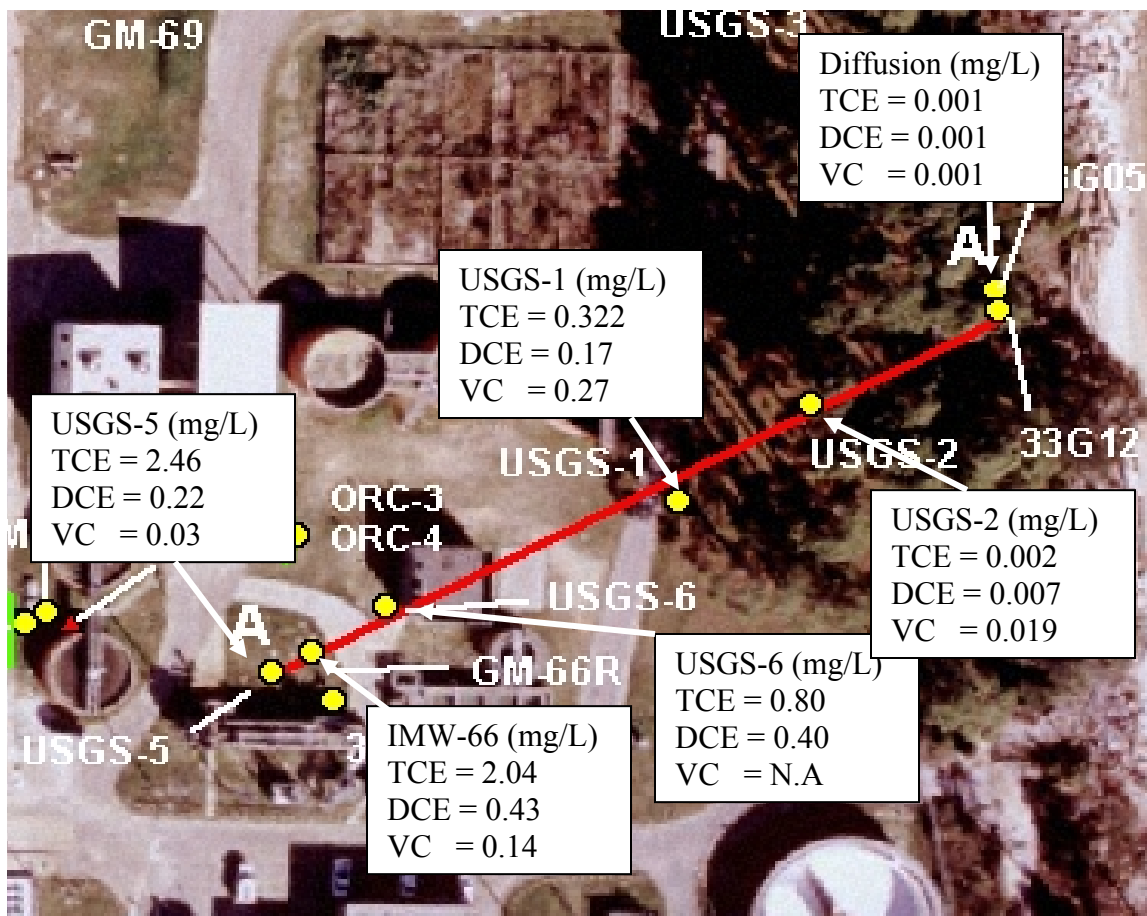 GM-69
USGS-3
Diffusion (mg/L)
TCE = 0.001
DCE = 0.001
VC = 0.001
A'
USGS-1 (mg/L)
TCE = 0.322
DCE = 0.17
VC = 0.27
33G12
USGS-2
USGS-1
USGS-5 (mg/L)
TCE = 2.46
DCE = 0.22
VC = 0.03
ORC-3
ORC-4
USGS-2 (mg/L)
TCE = 0.002
DCE = 0.007
VC = 0.019
USGS-6
A
GM-66R
USGS-6 (mg/L)
TCE = 0.80
DCE = 0.40
VC = N.A
USGS-5
IMW-66 (mg/L)
TCE = 2.04
DCE = 0.43
VC = 0.14